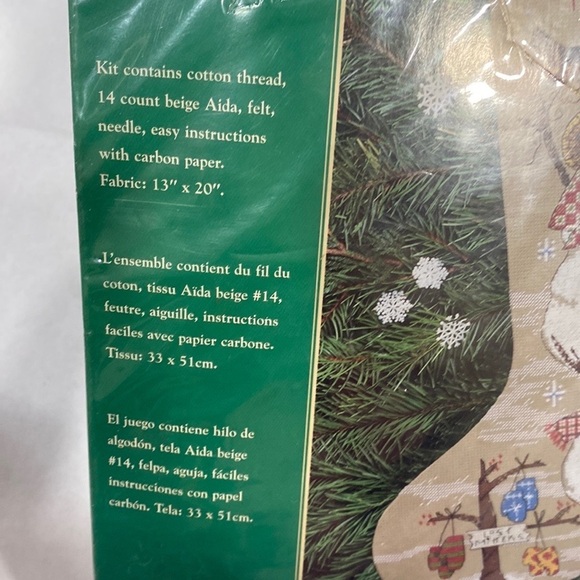 Kit contains cotton thread,
14 count beige Aida, felt,
needle, easy instructions
with carbon paper.
Fabric: 13" x 20".
L'ensemble contient du fil du
coton, tissu Aïda beige #14,
feutre, aiguille, instructions
faciles avec papier carbone.
Tissu: 33 x 51cm.
El juego contiene hilo de
algodón, tela Aida beige
#14, felpa, aguja, fáciles
instrucciones con papel
carbón. Tela: 33 x 51cm.
LOST